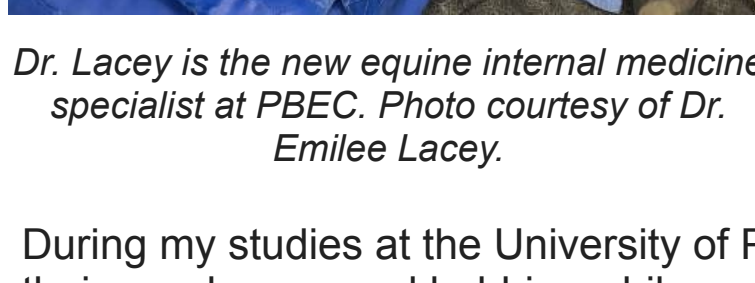 Dr. Lacey is the new equine internal medicine
specialist at PBEC. Photo courtesy of Dr.
Emilee Lacey.
During my studies at the University of